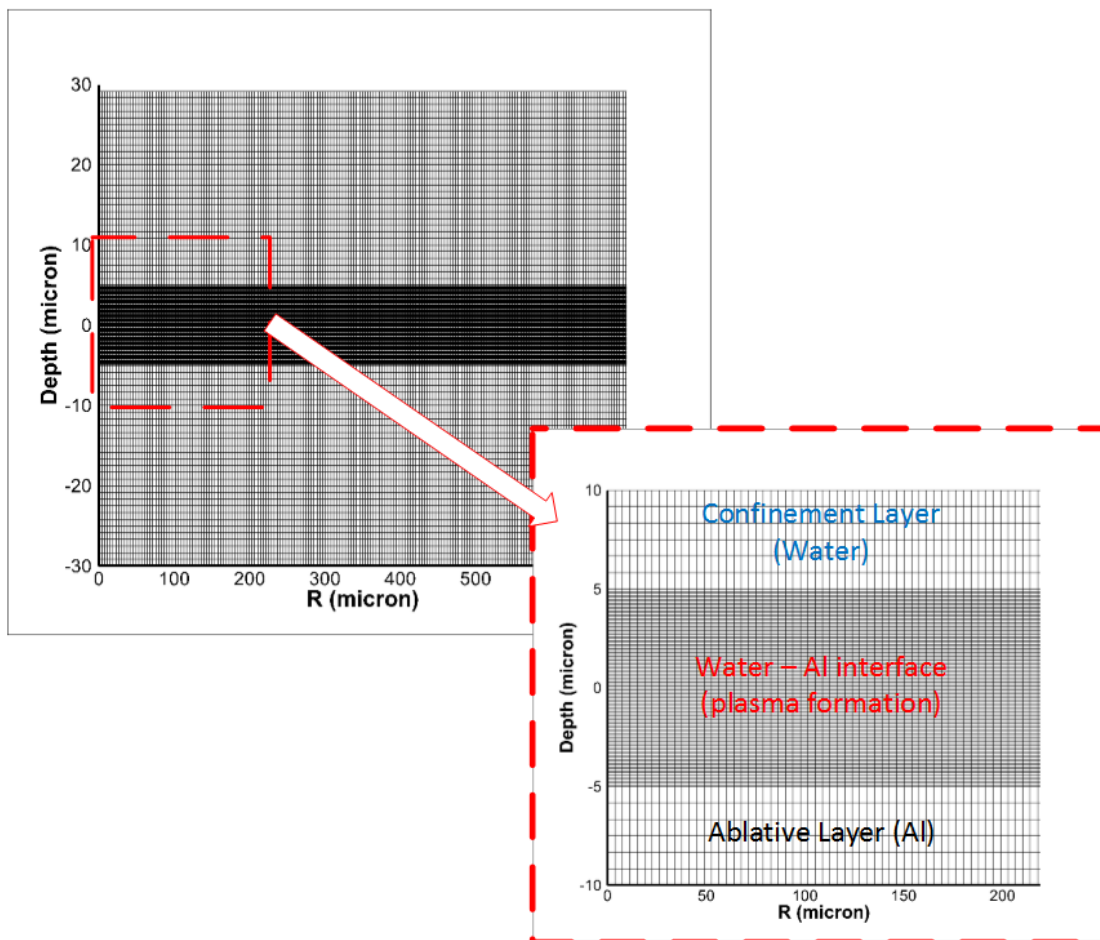 30
20
10
0
-10
-20
-30
Depth (micron)
0
100
200
300
400
500
R (micron)
10
5
0
-5
-10
Depth (micron)
Confinement Layer
(Water)
Water – Al interface
(plasma formation)
Ablative Layer (Al)
0
50
100
150
200
R (micron)